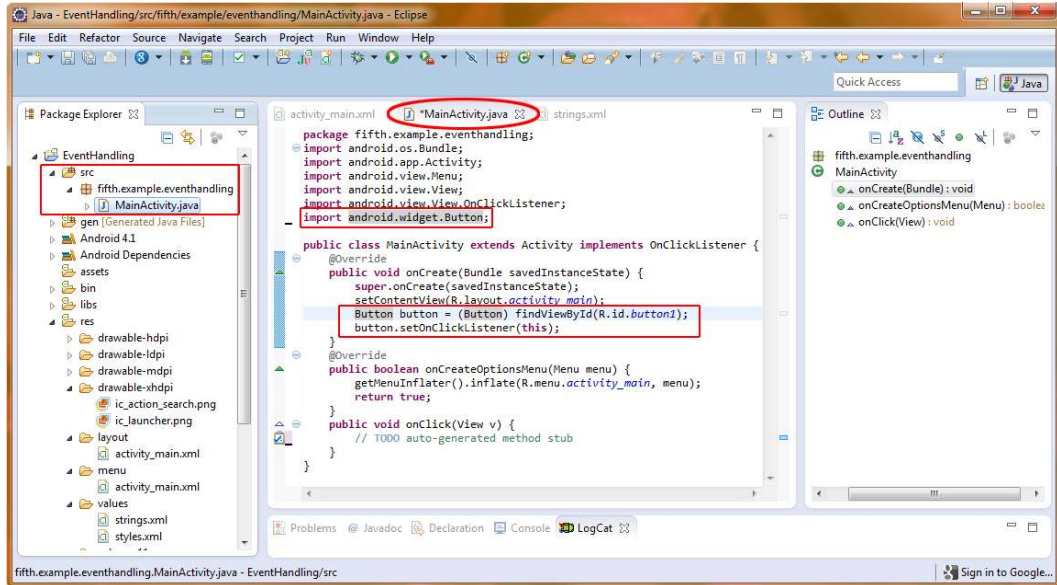 Java - EventHandling/src/fifth/example/eventhandling/MainActivity.java - Eclipse
File Edit Refactor Source Navigate Search Project Run Window Help
Quick Access
Java
Package Explorer
EventHandling
src
fifth.example.eventhandling
MainActivity.java
gen [Generated Java Files]
Android 4.1
Android Dependencies
assets
bin
libs
res
drawable-hdpi
drawable-ldpi
drawable-mdpi
drawable-xhdpi
ic_action_search.png
ic_launcher.png
layout
activity_main.xml
menu
activity_main.xml
values
strings.xml
styles.xml
activity_main.xml *MainActivity.java strings.xml
package fifth.example.eventhandling;
import android.os.Bundle;
import android.app.Activity;
import android.view.Menu;
import android.view.View;
import android.view.View.OnClickListener;
import android.widget.Button;
public class MainActivity extends Activity implements OnClickListener {
@Override
public void onCreate(Bundle savedInstanceState) {
super.onCreate(savedInstanceState);
setContentView(R.layout.activity_main);
Button button = (Button) findViewById(R.id.button1);
button.setOnClickListener(this);
}
@Override
public boolean onCreateOptionsMenu(Menu menu) {
getMenuInflater().inflate(R.menu.activity_main, menu);
return true;
}
public void onClick(View v) {
// TODO auto-generated method stub
}
}
Outline
fifth.example.eventhandling
MainActivity
onCreate(Bundle) : void
onCreateOptionsMenu(Menu) : boolea
onClick(View) : void
Problems @ Javadoc Declaration Console LogCat
fifth.example.eventhandling.MainActivity.java - EventHandling/src
Sign in to Google...